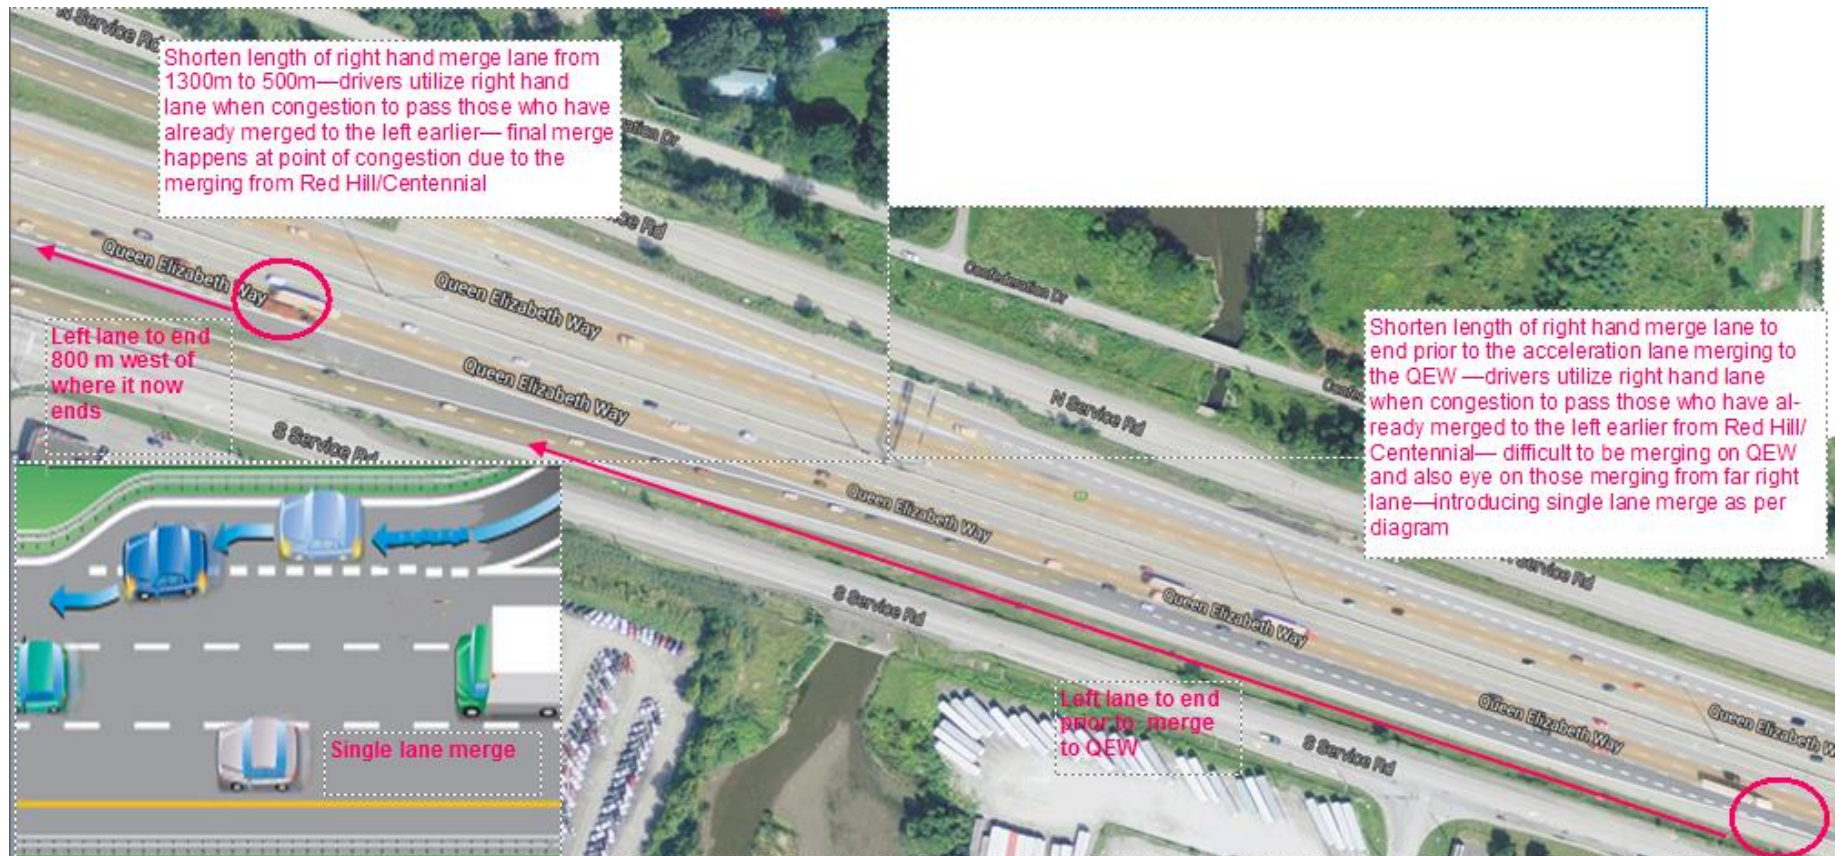 N Service Rd
Shorten length of right hand merge lane from
1300m to 500m—drivers utilize right hand
lane when congestion to pass those who have
already merged to the left earlier— final merge
happens at point of congestion due to the
merging from Red Hill/Centennial
Queen Elizabeth Way
Queen Elizabeth Way
Queen Elizabeth Way
Left lane to end
800 m west of
where it now
ends
S Service Rd
Confederation Dr
N Service Rd
Shorten length of right hand merge lane to
end prior to the acceleration lane merging to
the QEW —drivers utilize right hand lane
when congestion to pass those who have al-
ready merged to the left earlier from Red Hill/
Centennial— difficult to be merging on QEW
and also eye on those merging from far right
lane—introducing single lane merge as per
diagram
Queen Elizabeth Way
Service Rd
S Service Rd
Queen Elizabeth Way
Left lane to end
prior to merge
to QEW
Queen Elizabeth Way
Queen Elizabeth W
S Service Rd
Single lane merge